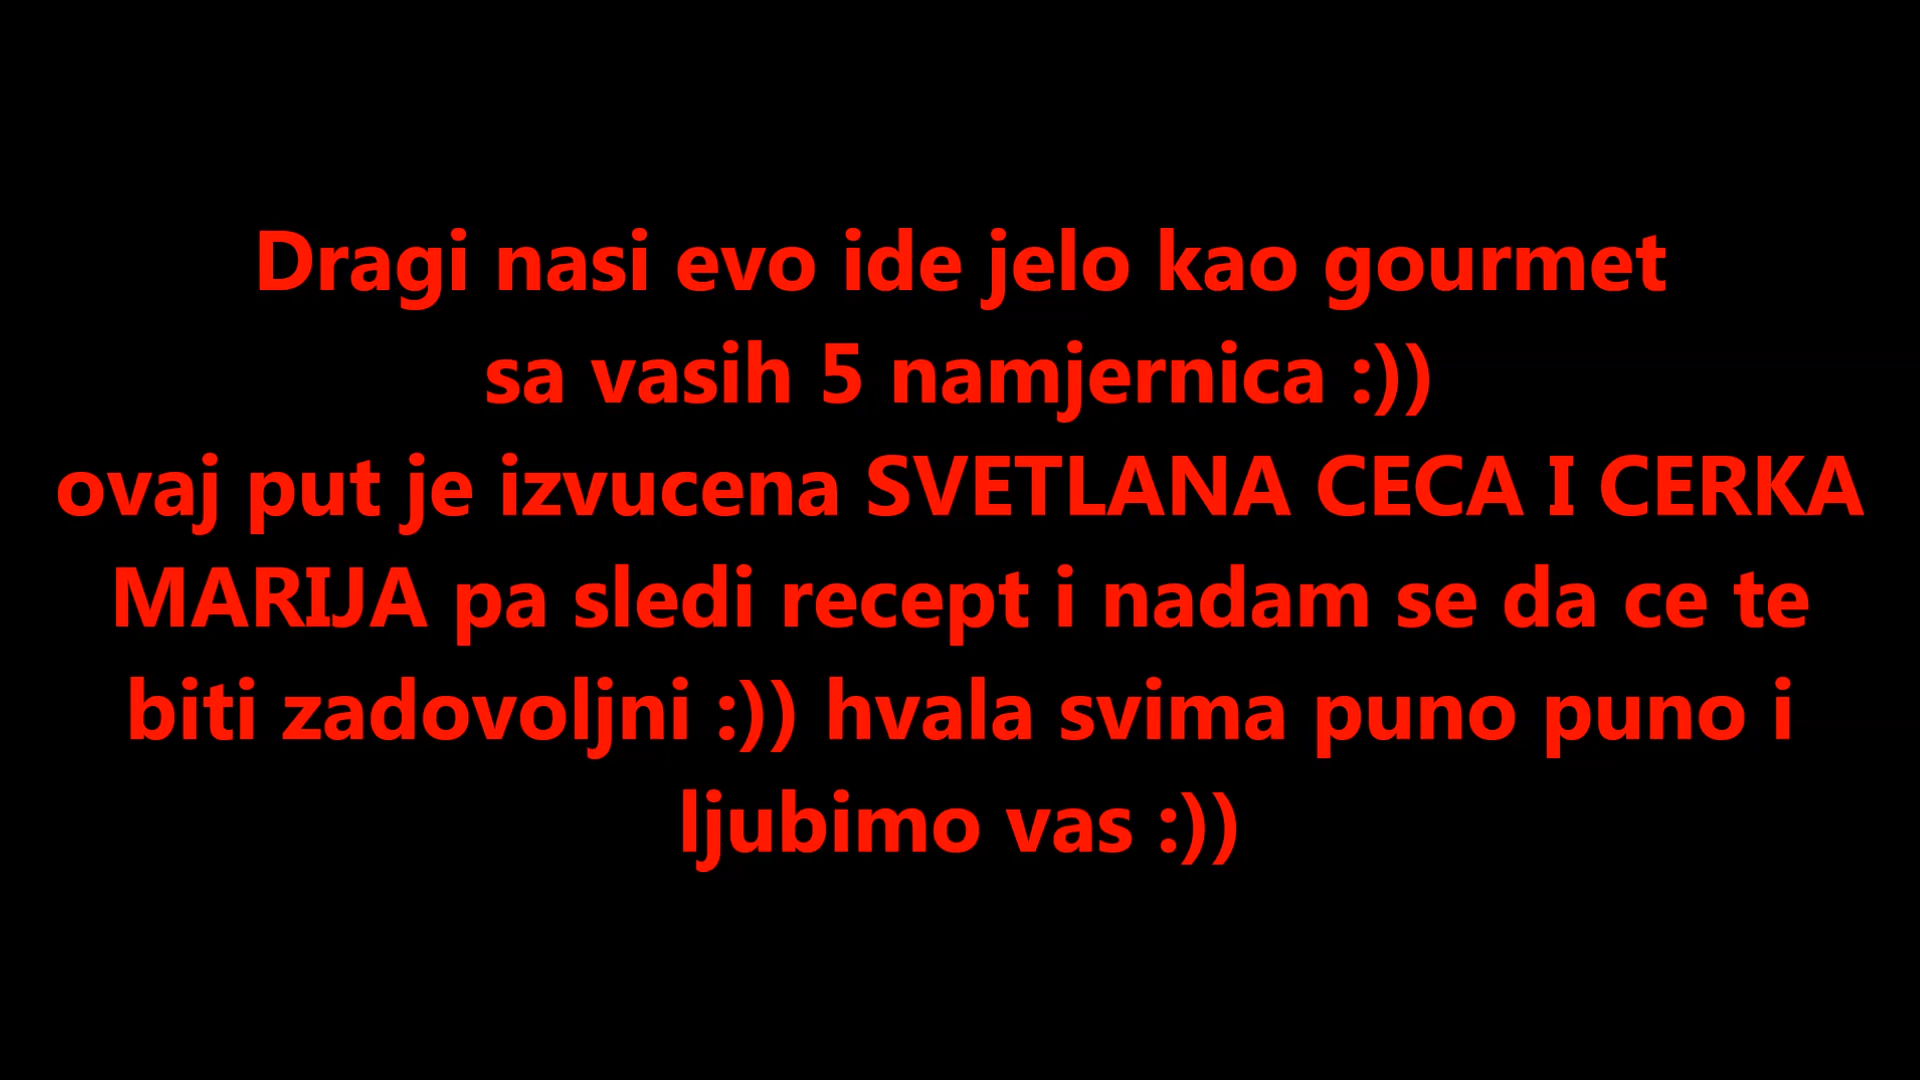 Dragi nasi evo ide jelo kao gourmet
sa vasih 5 namjernica :))
ovaj put je izvucena SVETLANA CECA I CERKA
MARIJA pa sledi recept i nadam se da ce te
biti zadovoljni :)) hvala svima puno puno i
ljubimo vas :))